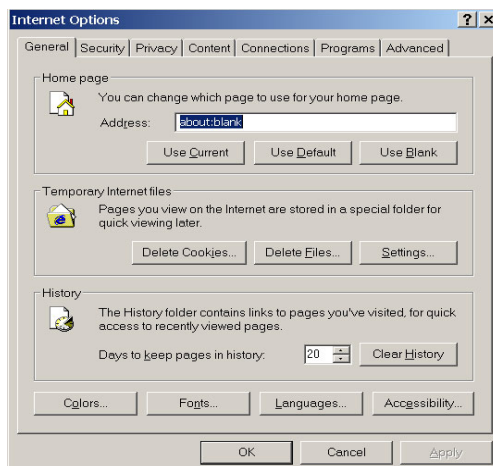 Internet Options
General Security Privacy Content Connections Programs Advanced
Home page
You can change which page to use for your home page.
Address: about:blank
Use Current Use Default Use Blank
Temporary Internet files
Pages you view on the Internet are stored in a special folder for
quick viewing later.
Delete Cookies... Delete Files... Settings...
History
The History folder contains links to pages you've visited, for quick
access to recently viewed pages.
Days to keep pages in history: 20 Clear History
Colors... Fonts... Languages... Accessibility...
OK Cancel Apply